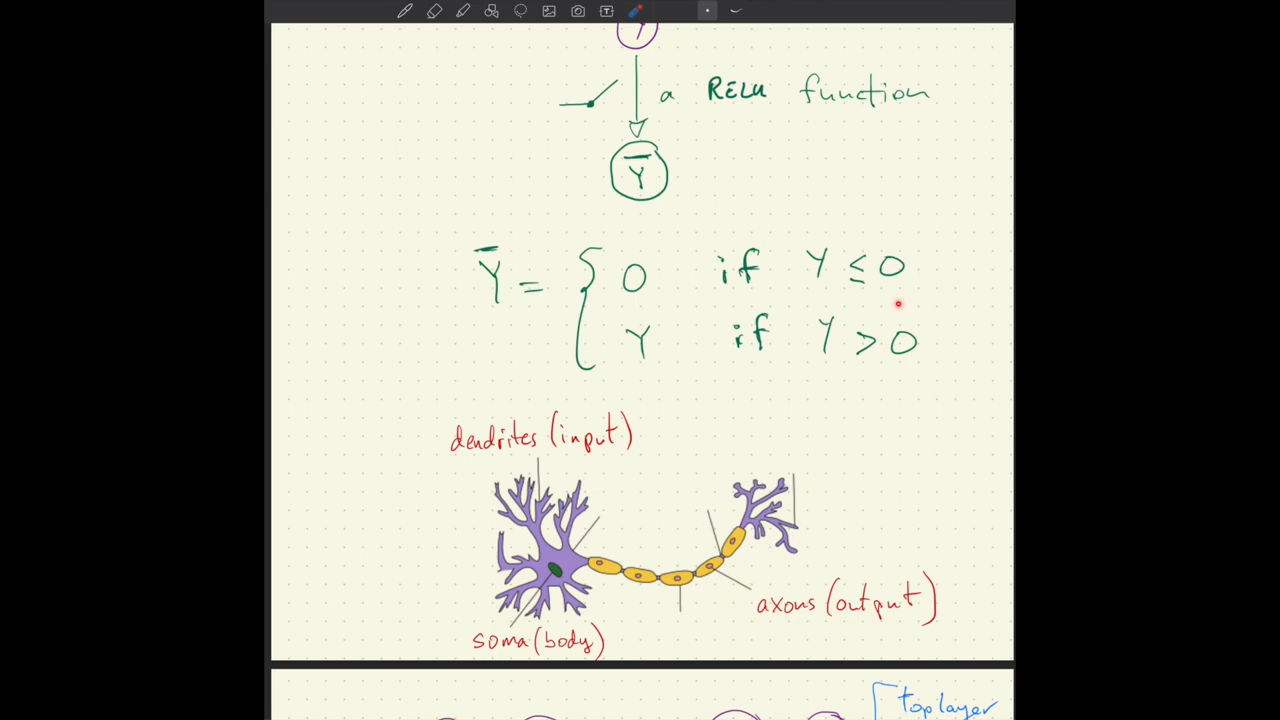 Y
a RELU function
Y̅
Y̅ = { 0 if Y ≤ 0
Y if Y > 0
dendrites (input)
axons (output)
soma (body)
top layer